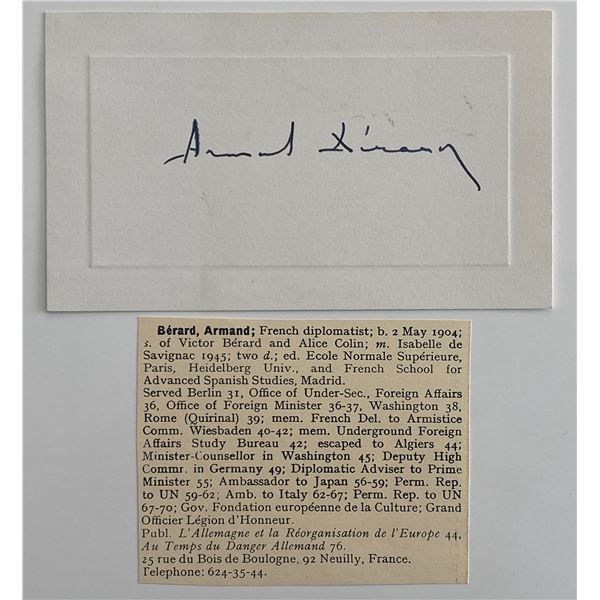 Armand Bérard
Bérard, Armand; French diplomatist; b. 2 May 1904;
s. of Victor Bérard and Alice Colin; m. Isabelle de
Savignac 1945; two d.; ed. Ecole Normale Supérieure,
Paris, Heidelberg Univ., and French School for
Advanced Spanish Studies, Madrid.
Served Berlin 31, Office of Under-Sec., Foreign Affairs
36, Office of Foreign Minister 36-37, Washington 38,
Rome (Quirinal) 39; mem. French Del. to Armistice
Comm. Wiesbaden 40-42; mem. Underground Foreign
Affairs Study Bureau 42; escaped to Algiers 44;
Minister-Counsellor in Washington 45; Deputy High
Commr. in Germany 49; Diplomatic Adviser to Prime
Minister 55; Ambassador to Japan 56-59; Perm. Rep.
to UN 59-62; Amb. to Italy 62-67; Perm. Rep. to UN
67-70; Gov. Fondation européenne de la Culture; Grand
Officier Légion d'Honneur.
Publ. L'Allemagne et la Réorganisation de l'Europe 44,
Au Temps du Danger Allemand 76.
25 rue du Bois de Boulogne, 92 Neuilly, France.
Telephone: 624-35-44.